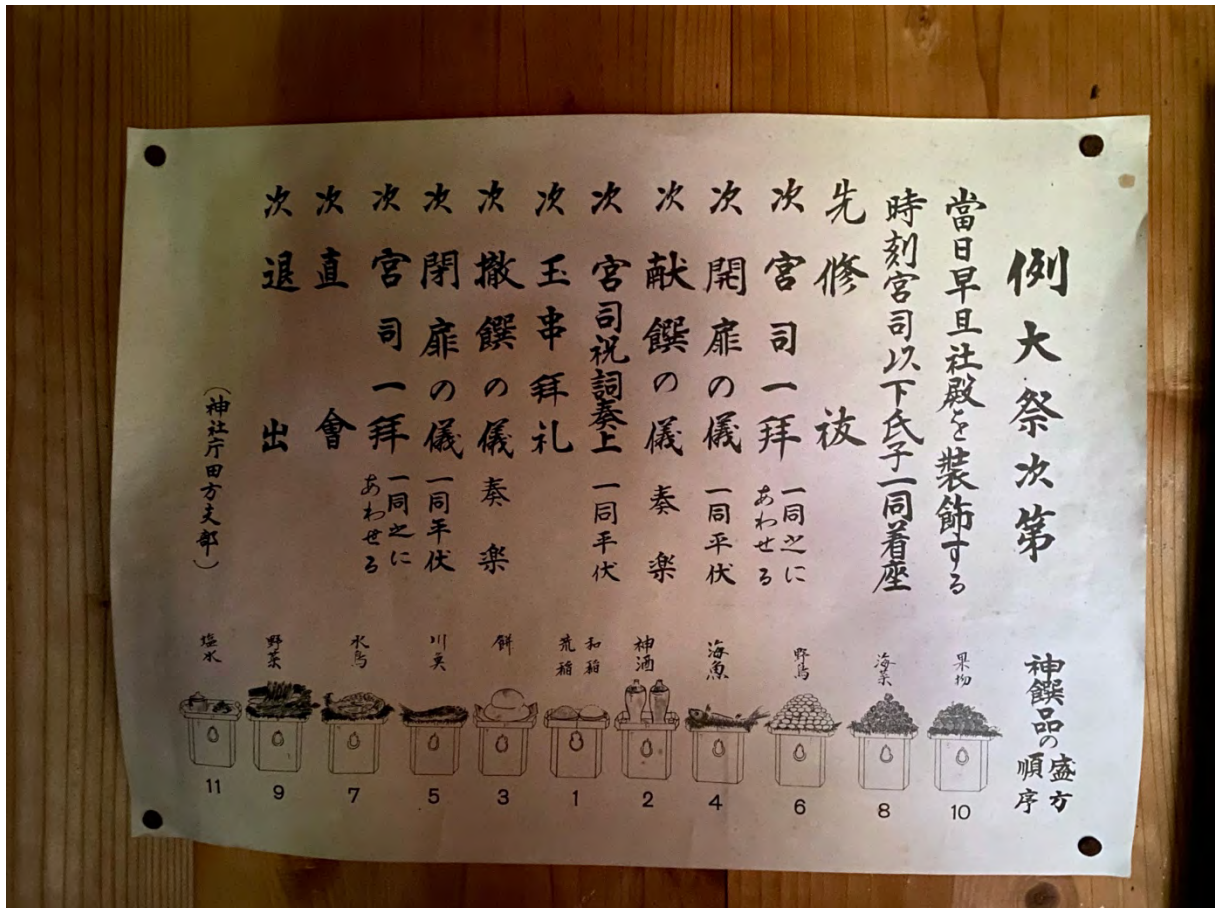 例大祭次第
當日早旦社殿を装飾する
時刻宮司以下氏子一同着座
先修祓
次宮司一拝 一同之にあわせる
次開扉の儀 一同平伏
次献饌の儀 奏楽
次宮司祝詞奏上 一同平伏
次玉串拝礼
次撤饌の儀 奏楽
次閉扉の儀 一同平伏
次宮司一拝 一同之にあわせる
次直會
次退出
(神社庁田方支部)
神饌品の盛方順序
果物 10
海菜 8
野鳥 6
海魚 4
神酒 2
和稲 荒稲 1
餅 3
川魚 5
水鳥 7
野菜 9
塩水 11